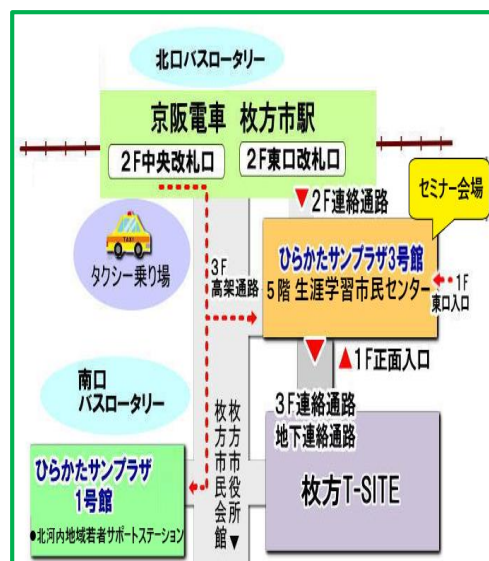 北口バスロータリー
京阪電車 枚方市駅
2F中央改札口
2F東口改札口
TAXI
タクシー乗り場
▼2F連絡通路
セミナー会場
3F
高架通路
ひらかたサンプラザ3号館
5階 生涯学習市民センター
1F
東口入口
▲1F正面入口
南口
バスロータリー
3F連絡通路
地下連絡通路
枚方市役所▼
枚方市民会館
枚方T-SITE
ひらかたサンプラザ
1号館
●北河内地域若者サポートステーション